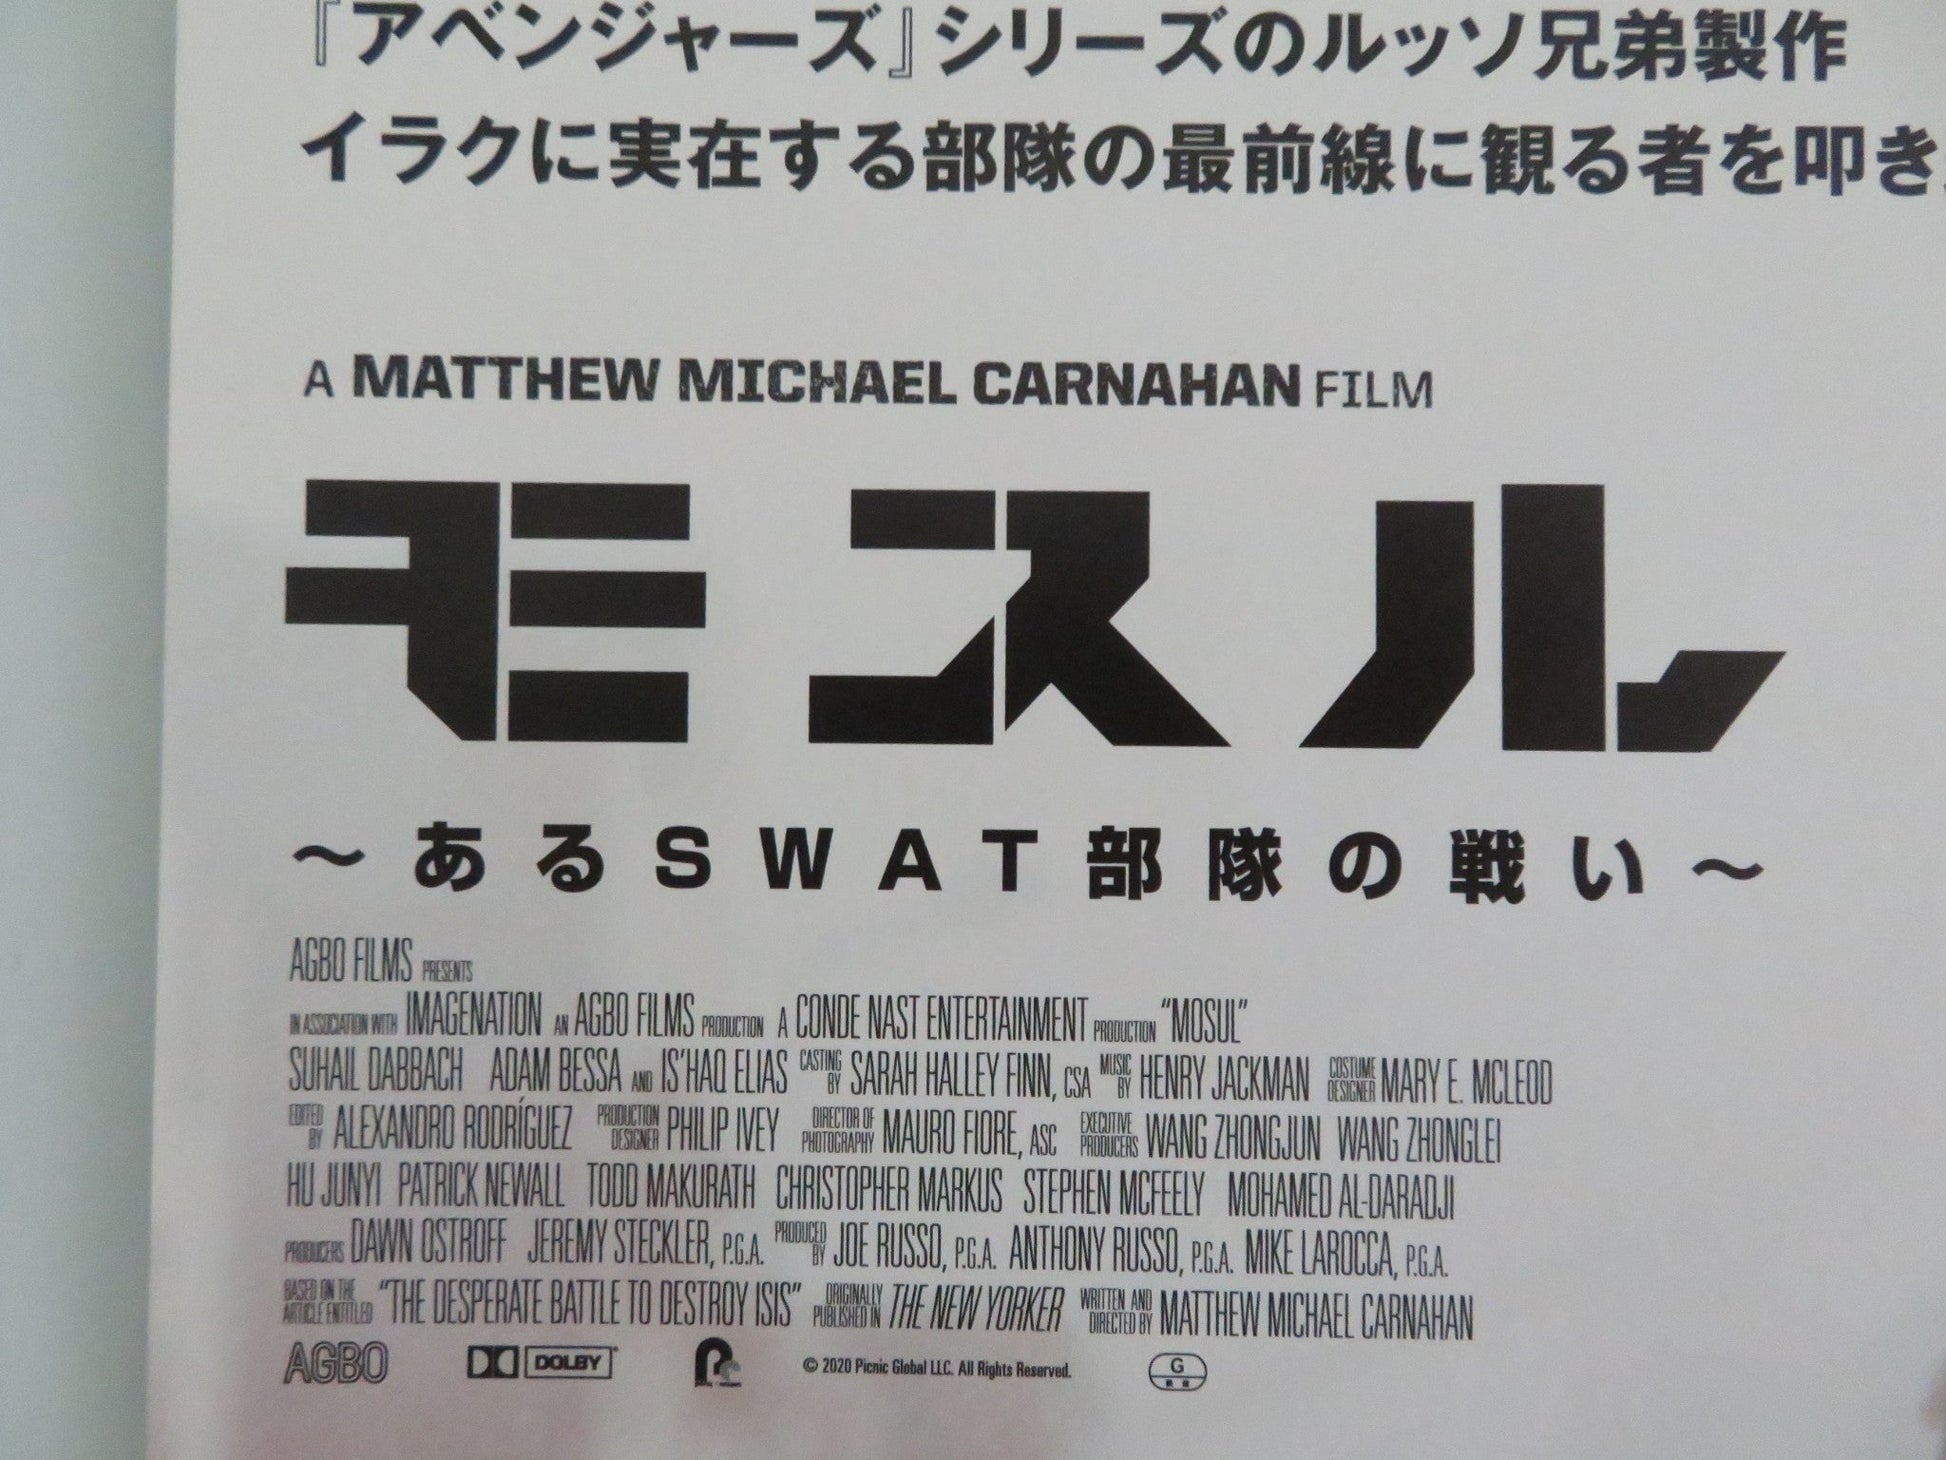 『アベンジャーズ』シリーズのルッソ兄弟製作
イラクに実在する部隊の最前線に観る者を叩き
A MATTHEW MICHAEL CARNAHAN FILM
モスル
～あるSWAT部隊の戦い～
AGBO FILMS PRESENTS
IN ASSOCIATION WITH IMAGENATION AN AGBO FILMS PRODUCTION A CONDE NAST ENTERTAINMENT PRODUCTION “MOSUL”
SUHAIL DABBACH ADAM BESSA AND IS’HAQ ELIAS CASTING BY SARAH HALLEY FINN, CSA MUSIC BY HENRY JACKMAN COSTUME DESIGNER MARY E. MCLEOD
EDITED BY ALEXANDRO RODRÍGUEZ PRODUCTION DESIGNER PHILIP IVEY DIRECTOR OF PHOTOGRAPHY MAURO FIORE, ASC EXECUTIVE PRODUCERS WANG ZHONGJUN WANG ZHONGLEI
HU JUNYI PATRICK NEWALL TODD MAKURATH CHRISTOPHER MARKUS STEPHEN MCFEELY MOHAMED AL-DARADJI
PRODUCERS DAWN OSTROFF JEREMY STECKLER, P.G.A. PRODUCED BY JOE RUSSO, P.G.A. ANTHONY RUSSO, P.G.A. MIKE LAROCCA, P.G.A.
BASED ON THE ARTICLE ENTITLED “THE DESPERATE BATTLE TO DESTROY ISIS” ORIGINALLY PUBLISHED IN THE NEW YORKER WRITTEN AND DIRECTED BY MATTHEW MICHAEL CARNAHAN
AGBO DOLBY © 2020 Picnic Global LLC. All Rights Reserved. G